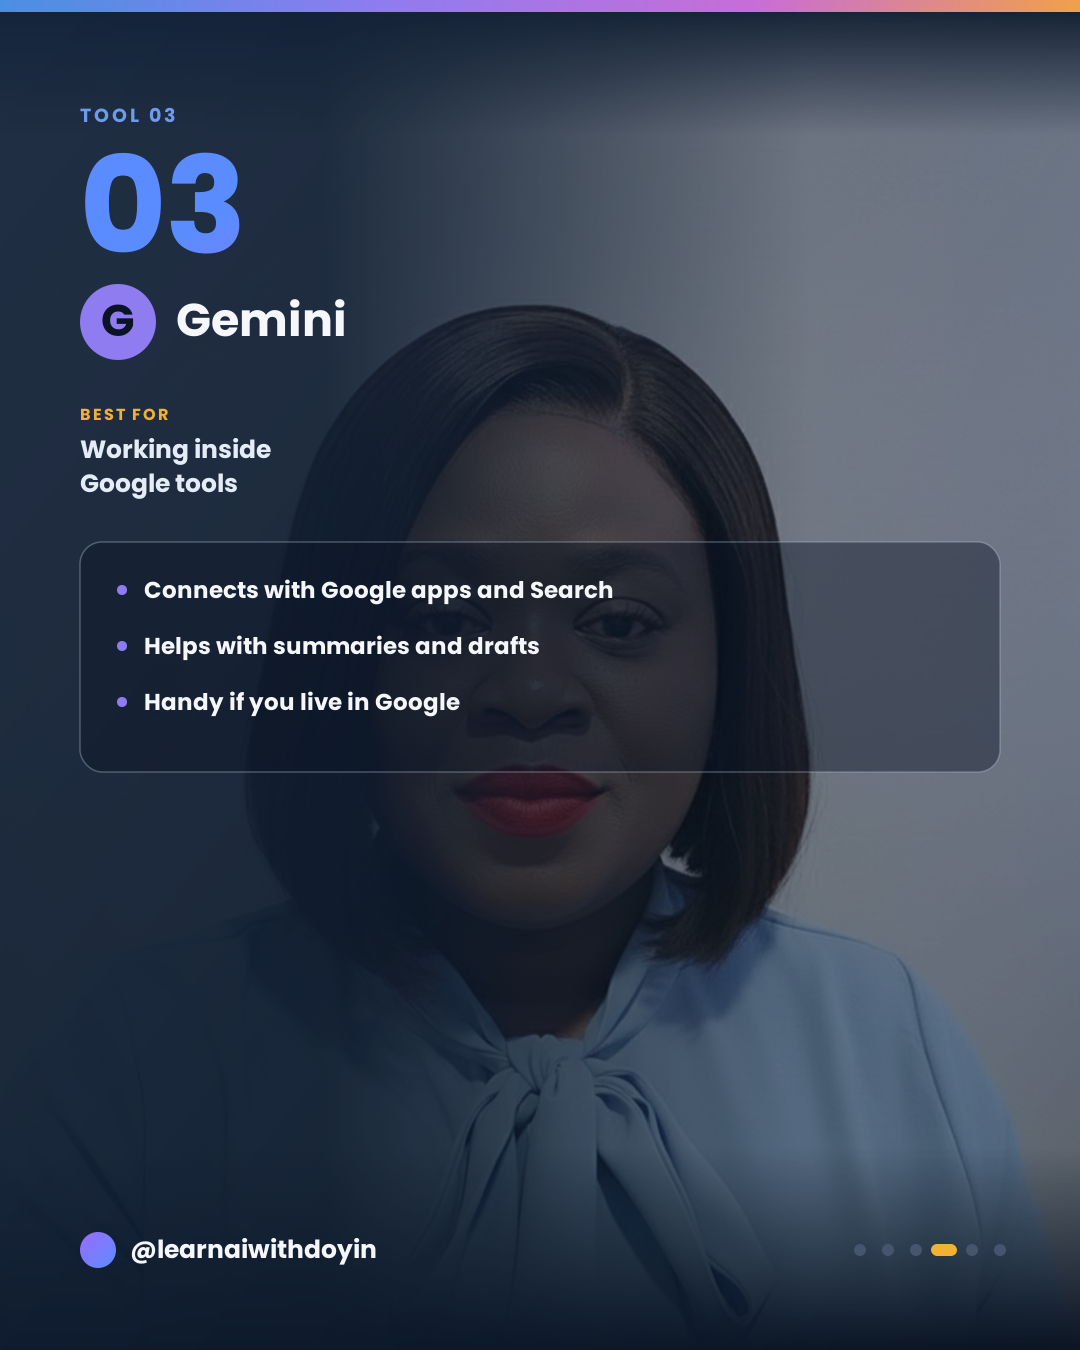 TOOL 03
03
G Gemini
BEST FOR
Working inside
Google tools
Connects with Google apps and Search
Helps with summaries and drafts
Handy if you live in Google
@learnaiwithdoyin